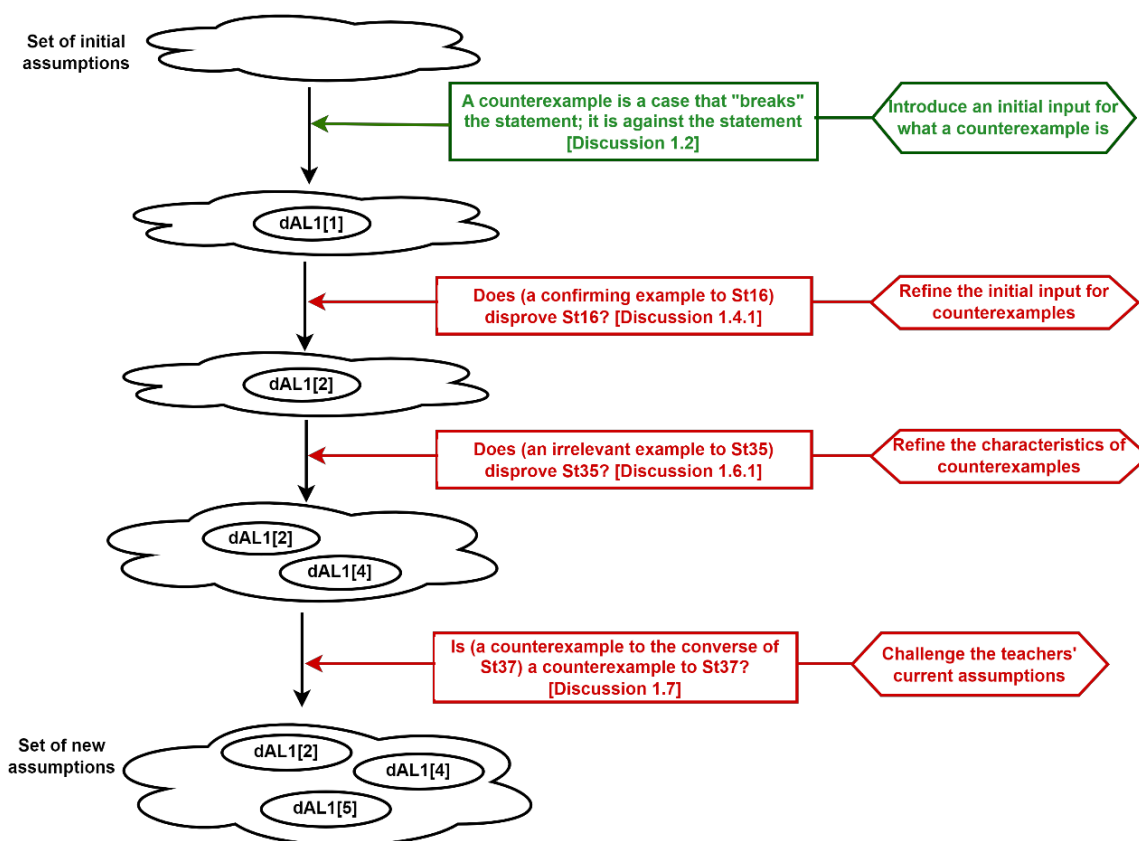 Set of initial
assumptions
A counterexample is a case that "breaks"
the statement; it is against the statement
[Discussion 1.2]
Introduce an initial input for
what a counterexample is
dAL1[1]
Does (a confirming example to St16)
disprove St16? [Discussion 1.4.1]
Refine the initial input for
counterexamples
dAL1[2]
Does (an irrelevant example to St35)
disprove St35? [Discussion 1.6.1]
Refine the characteristics of
counterexamples
dAL1[2]
dAL1[4]
Is (a counterexample to the converse of
St37) a counterexample to St37?
[Discussion 1.7]
Challenge the teachers'
current assumptions
Set of new
assumptions
dAL1[2]
dAL1[4]
dAL1[5]